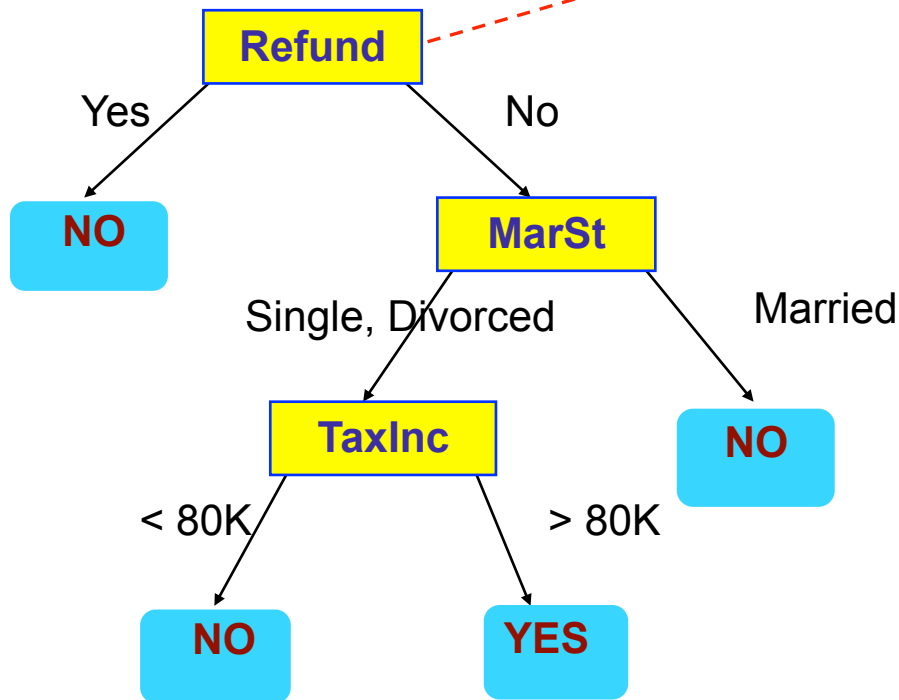 Refund
Yes
No
NO
MarSt
Single, Divorced
Married
TaxInc
NO
< 80K
> 80K
NO
YES